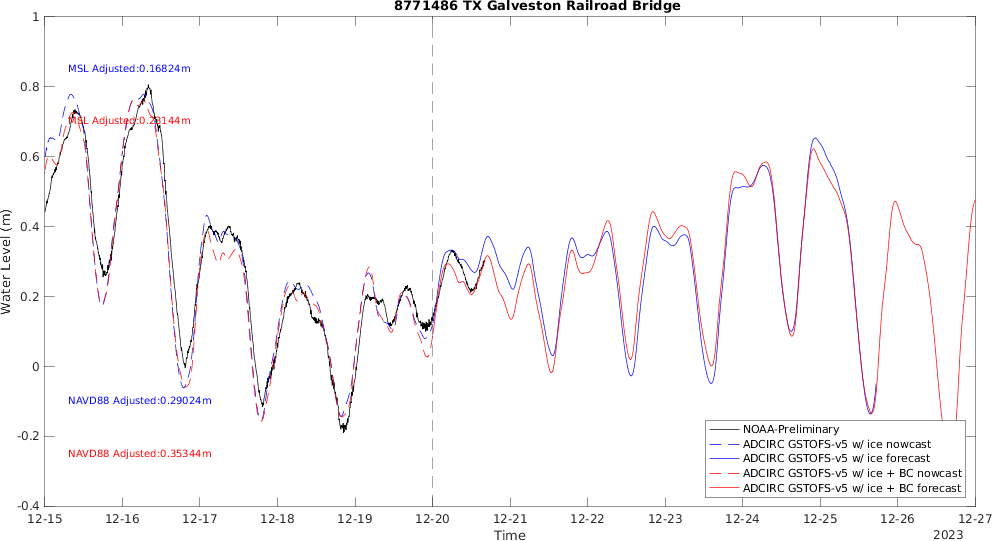 8771486 TX Galveston Railroad Bridge
1
0.8
0.6
0.4
0.2
0
-0.2
-0.4
Water Level (m)
MSL Adjusted:0.16824m
MSL Adjusted:0.23144m
NAVD88 Adjusted:0.29024m
NAVD88 Adjusted:0.35344m
NOAA-Preliminary
ADCIRC GSTOFS-v5 w/ ice nowcast
ADCIRC GSTOFS-v5 w/ ice forecast
ADCIRC GSTOFS-v5 w/ ice + BC nowcast
ADCIRC GSTOFS-v5 w/ ice + BC forecast
12-15 12-16 12-17 12-18 12-19 12-20 12-21 12-22 12-23 12-24 12-25 12-26 12-27
Time
2023